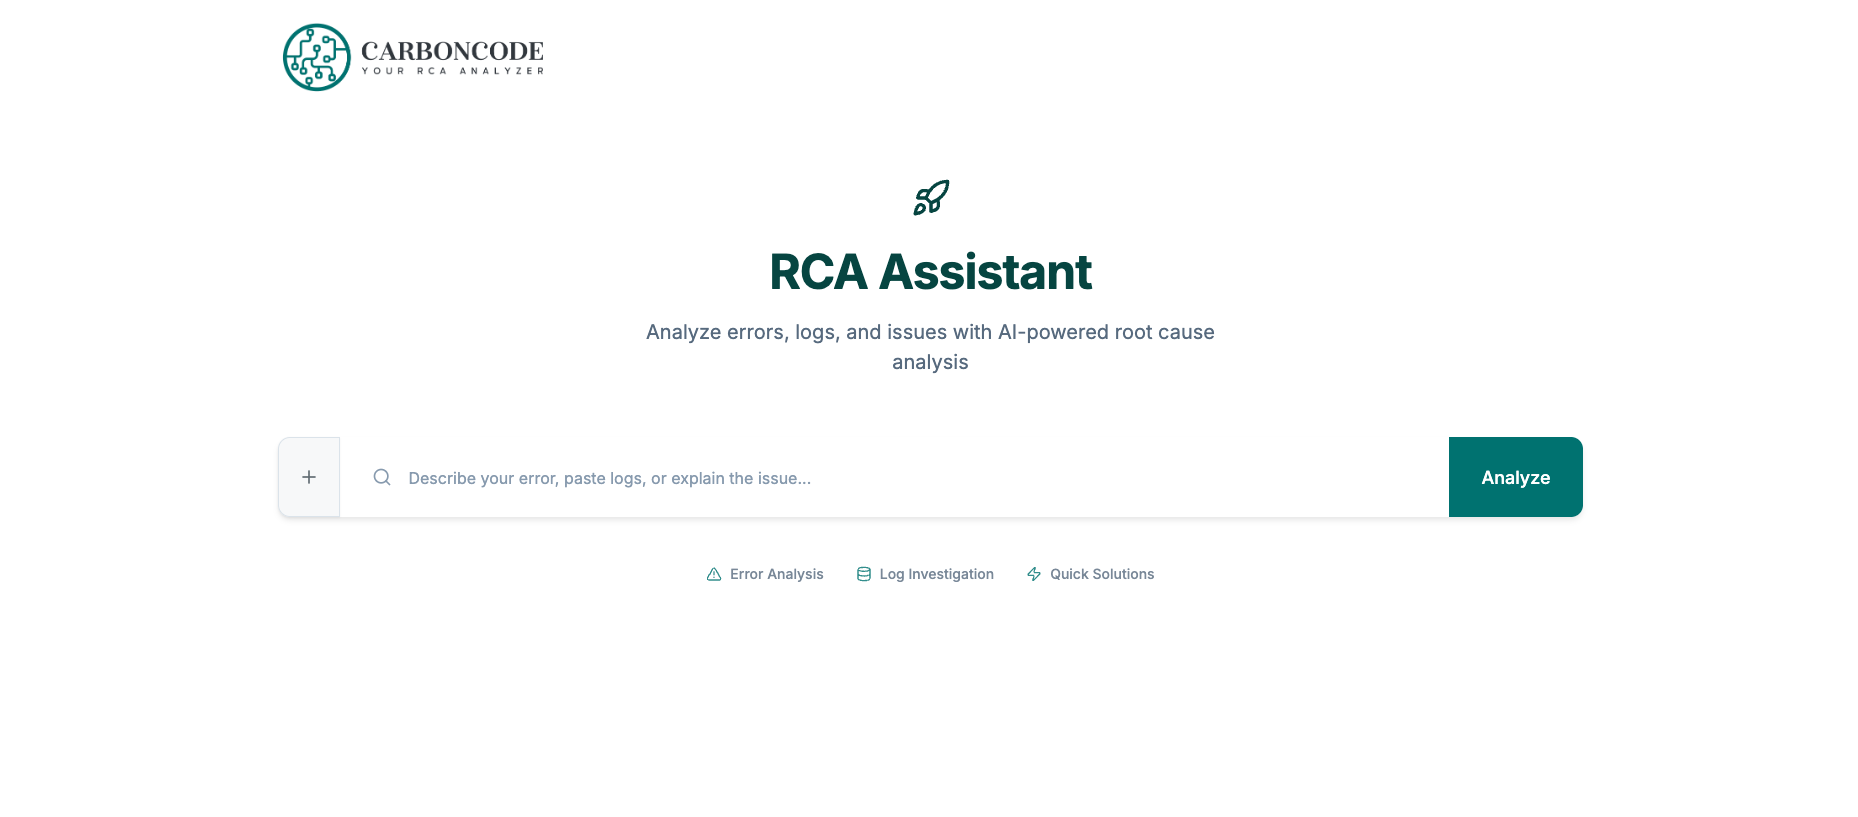 CARBONCODE
YOUR RCA ANALYZER
RCA Assistant
Analyze errors, logs, and issues with AI-powered root cause
analysis
Describe your error, paste logs, or explain the issue...
Analyze
Error Analysis
Log Investigation
Quick Solutions